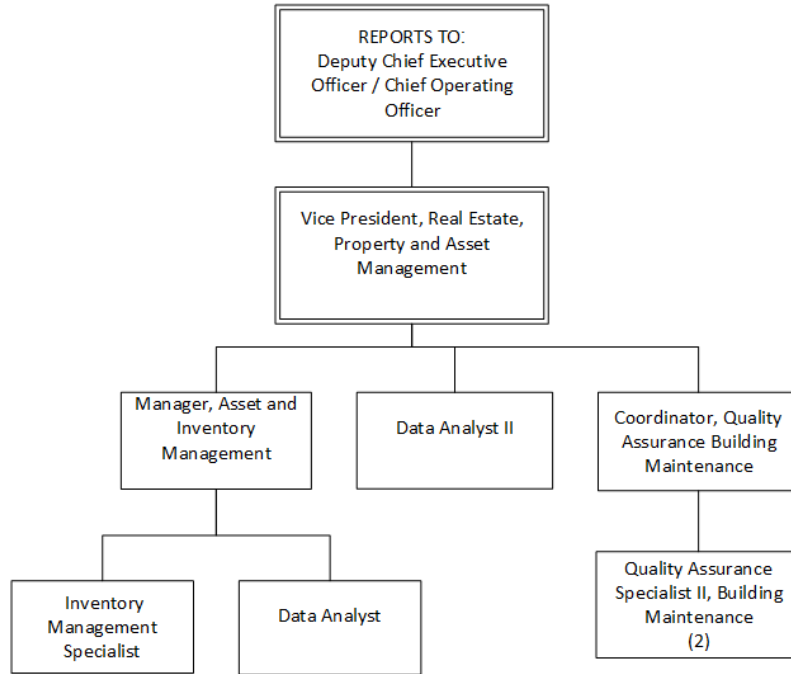 REPORTS TO:
Deputy Chief Executive
Officer / Chief Operating
Officer
Vice President, Real Estate,
Property and Asset
Management
Manager, Asset and
Inventory
Management
Data Analyst II
Coordinator, Quality
Assurance Building
Maintenance
Inventory
Management
Specialist
Data Analyst
Quality Assurance
Specialist II, Building
Maintenance
(2)